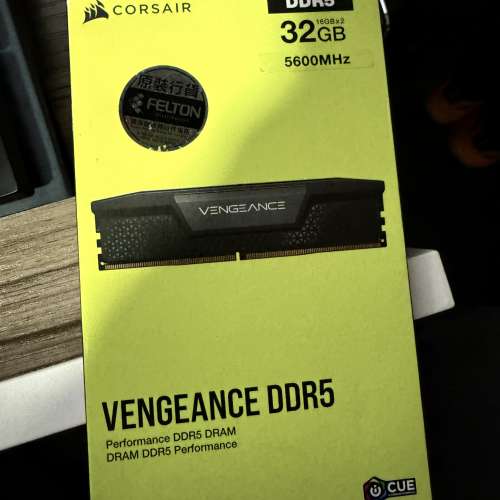 CORSAIR
DDR5
16GBx2
32GB
5600MHz
原裝行貨
FELTON
VENGEANCE
VENGEANCE DDR5
Performance DDR5 DRAM
DRAM DDR5 Performance
CUE